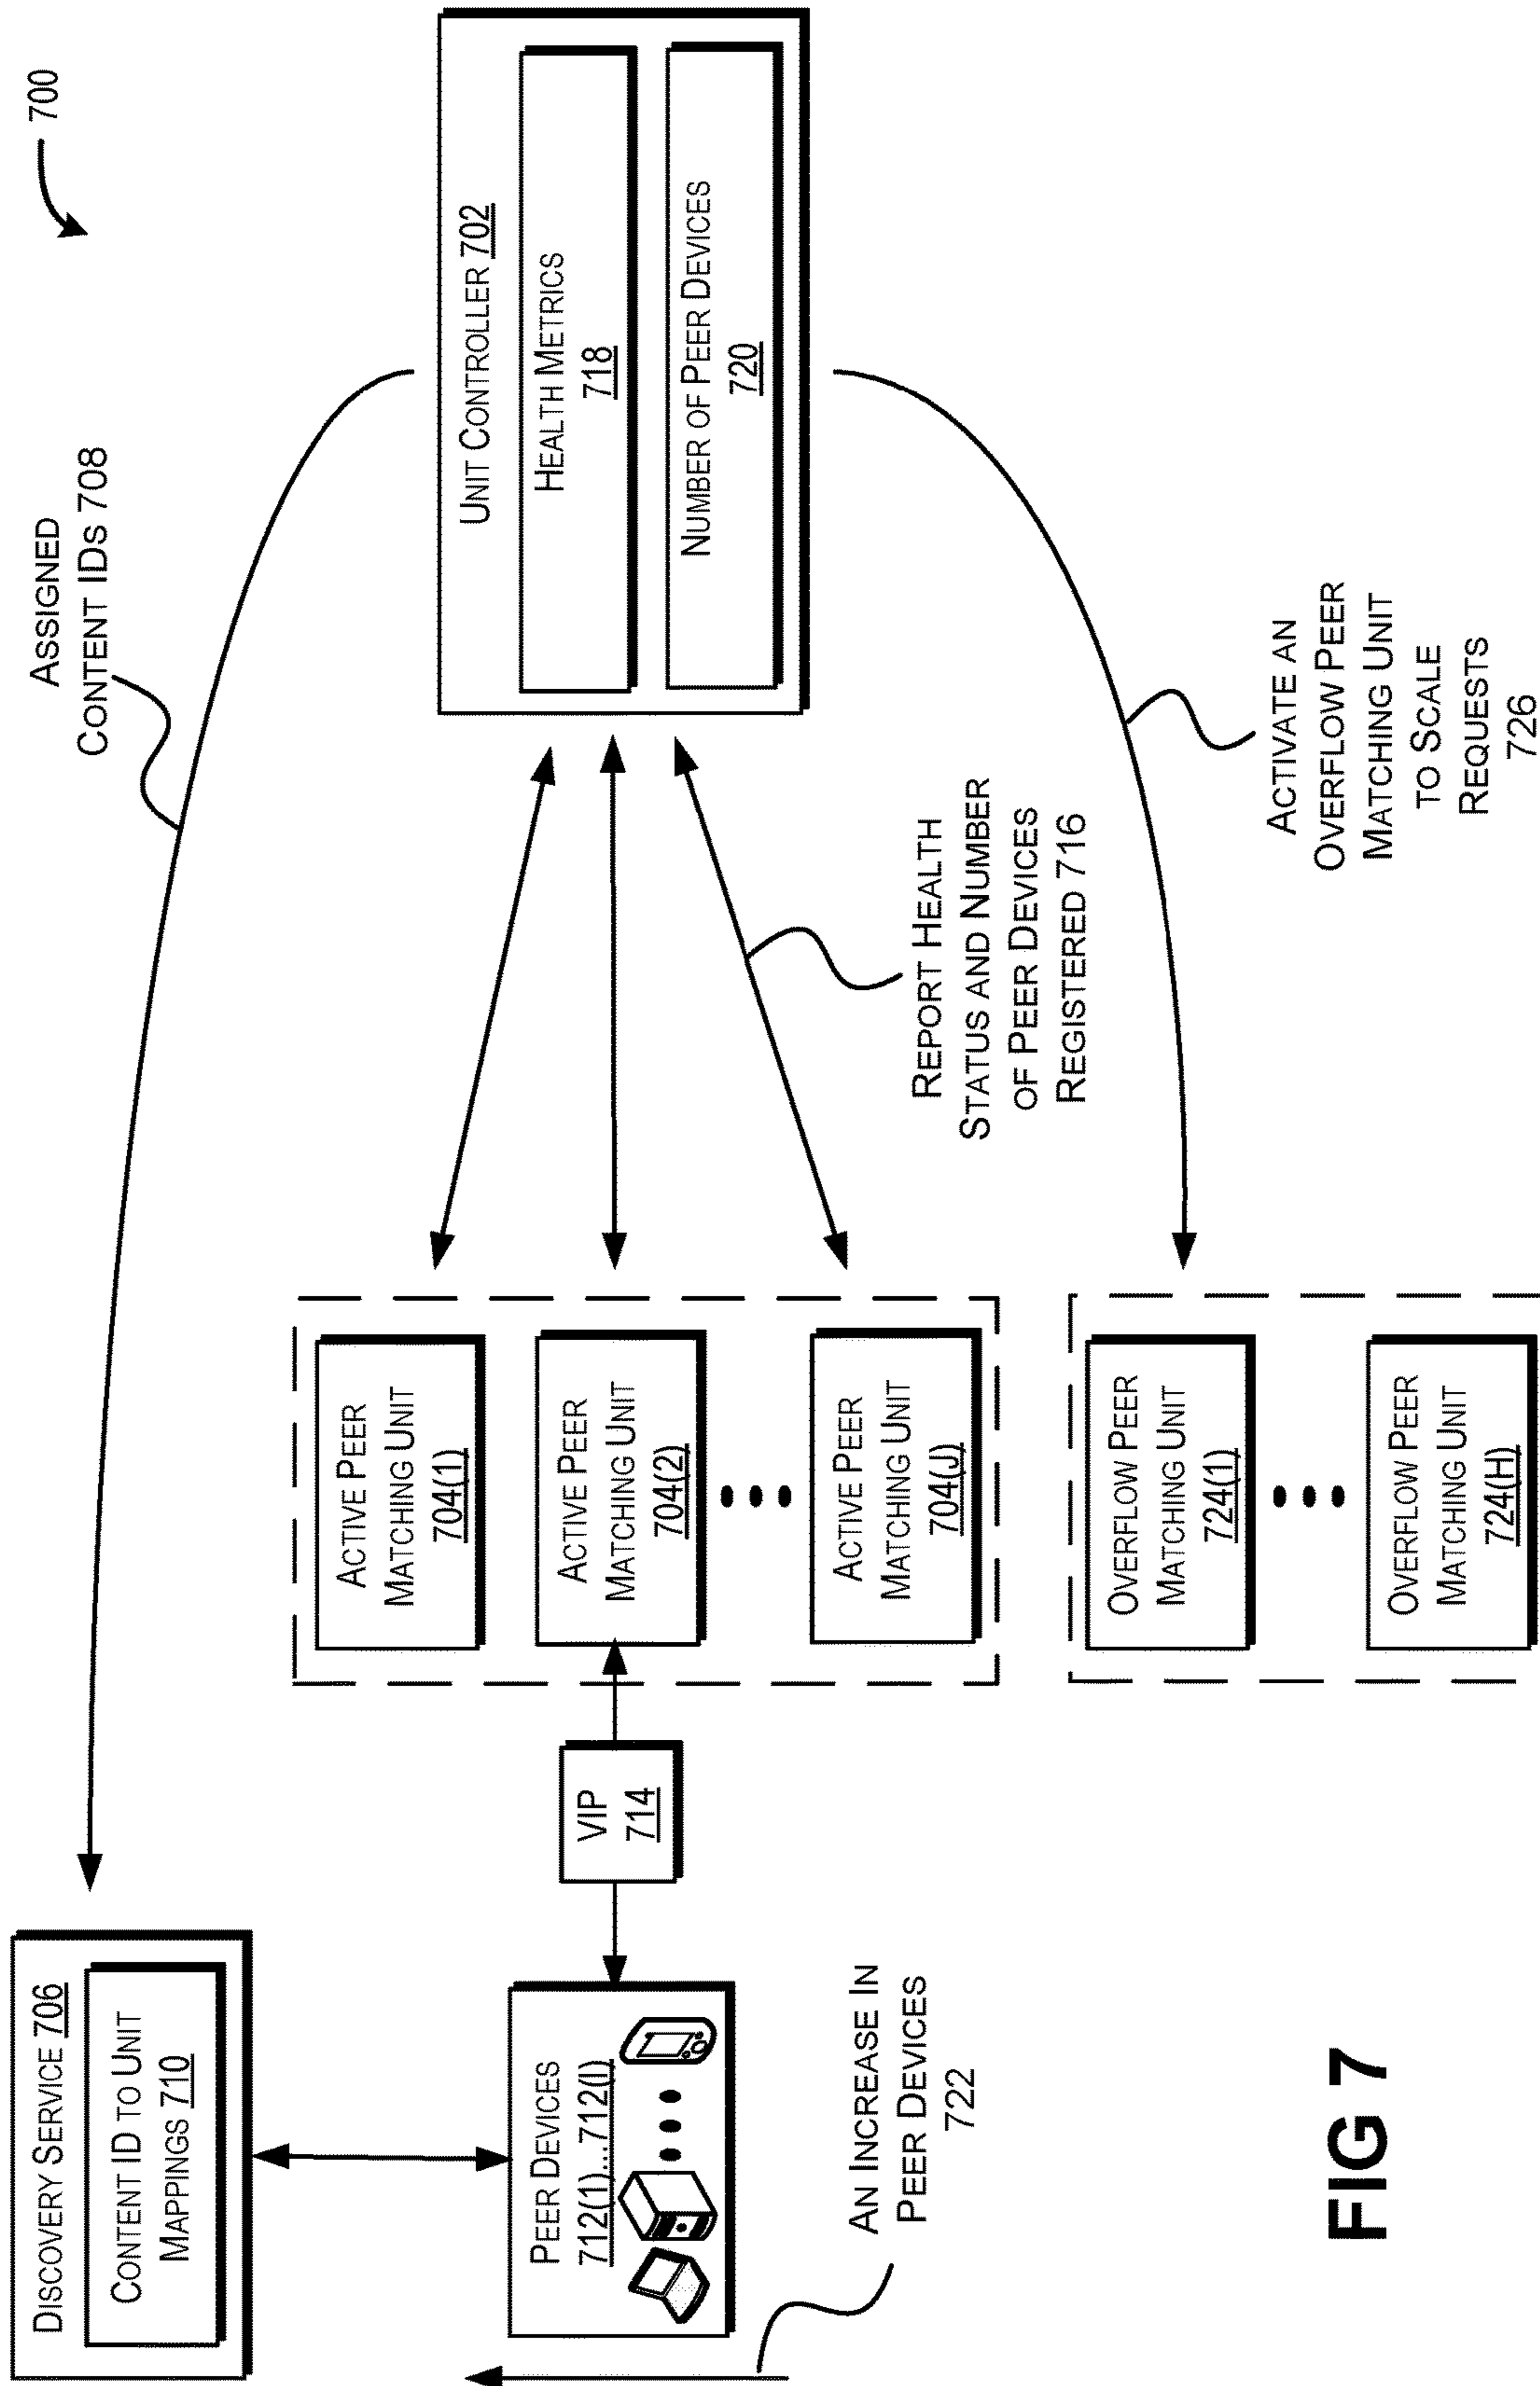 700
DISCOVERY SERVICE 706
CONTENT ID TO UNIT
MAPPINGS 710
ASSIGNED
CONTENT IDS 708
PEER DEVICES
712(1)...712(I)
VIP
714
ACTIVE PEER
MATCHING UNIT
704(1)
ACTIVE PEER
MATCHING UNIT
704(2)
ACTIVE PEER
MATCHING UNIT
704(J)
UNIT CONTROLLER 702
HEALTH METRICS
718
NUMBER OF PEER DEVICES
720
AN INCREASE IN
PEER DEVICES
722
REPORT HEALTH
STATUS AND NUMBER
OF PEER DEVICES
REGISTERED 716
OVERFLOW PEER
MATCHING UNIT
724(1)
OVERFLOW PEER
MATCHING UNIT
724(H)
ACTIVATE AN
OVERFLOW PEER
MATCHING UNIT
TO SCALE
REQUESTS
726
FIG 7